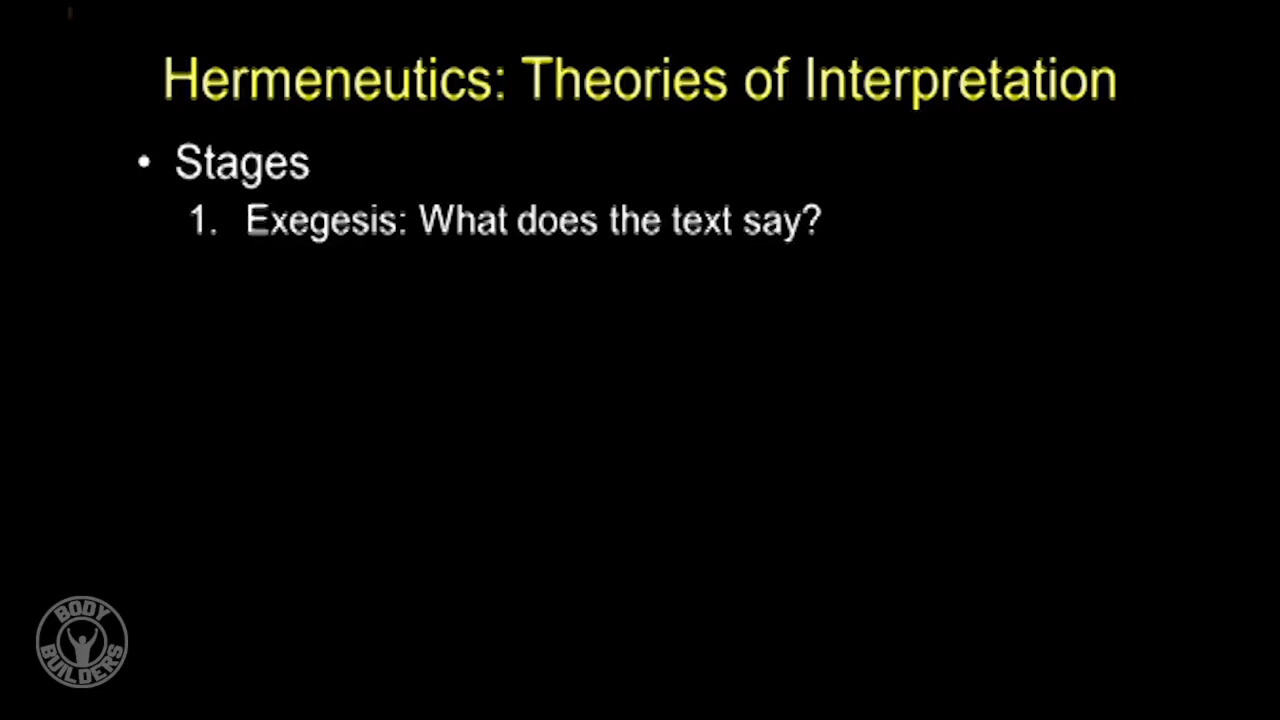 Hermeneutics: Theories of Interpretation
• Stages
1. Exegesis: What does the text say?
BODY
BUILDERS